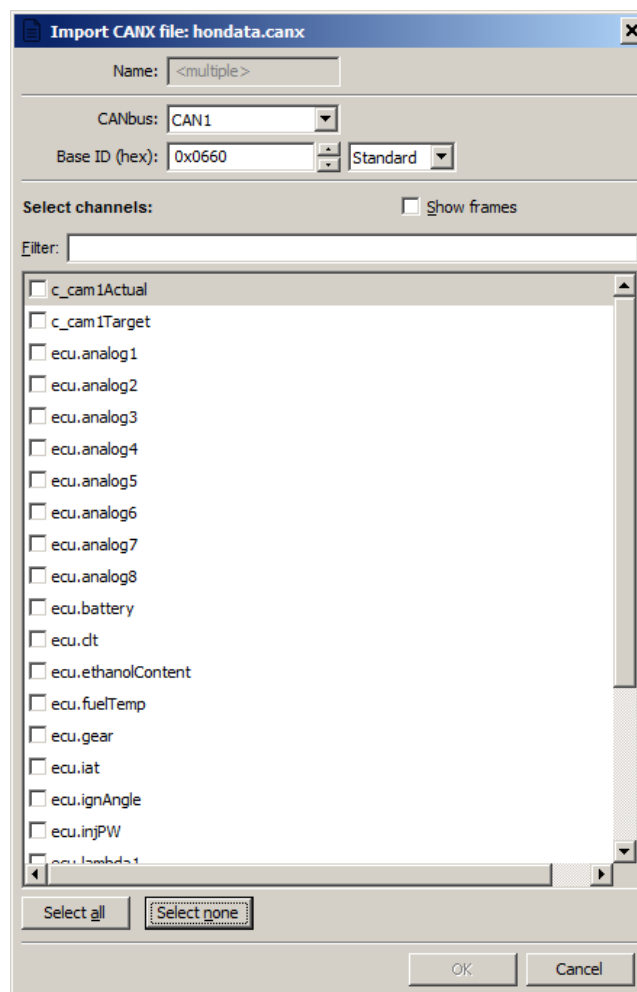 Import CANX file: hondata.canx
Name: <multiple>
CANbus: CAN1
Base ID (hex): 0x0660 Standard
Select channels: Show frames
Filter:
c_cam1Actual
c_cam1Target
ecu.analog1
ecu.analog2
ecu.analog3
ecu.analog4
ecu.analog5
ecu.analog6
ecu.analog7
ecu.analog8
ecu.battery
ecu.clt
ecu.ethanolContent
ecu.fuelTemp
ecu.gear
ecu.iat
ecu.ignAngle
ecu.injPW
ecu.lambda1
Select all Select none
OK Cancel